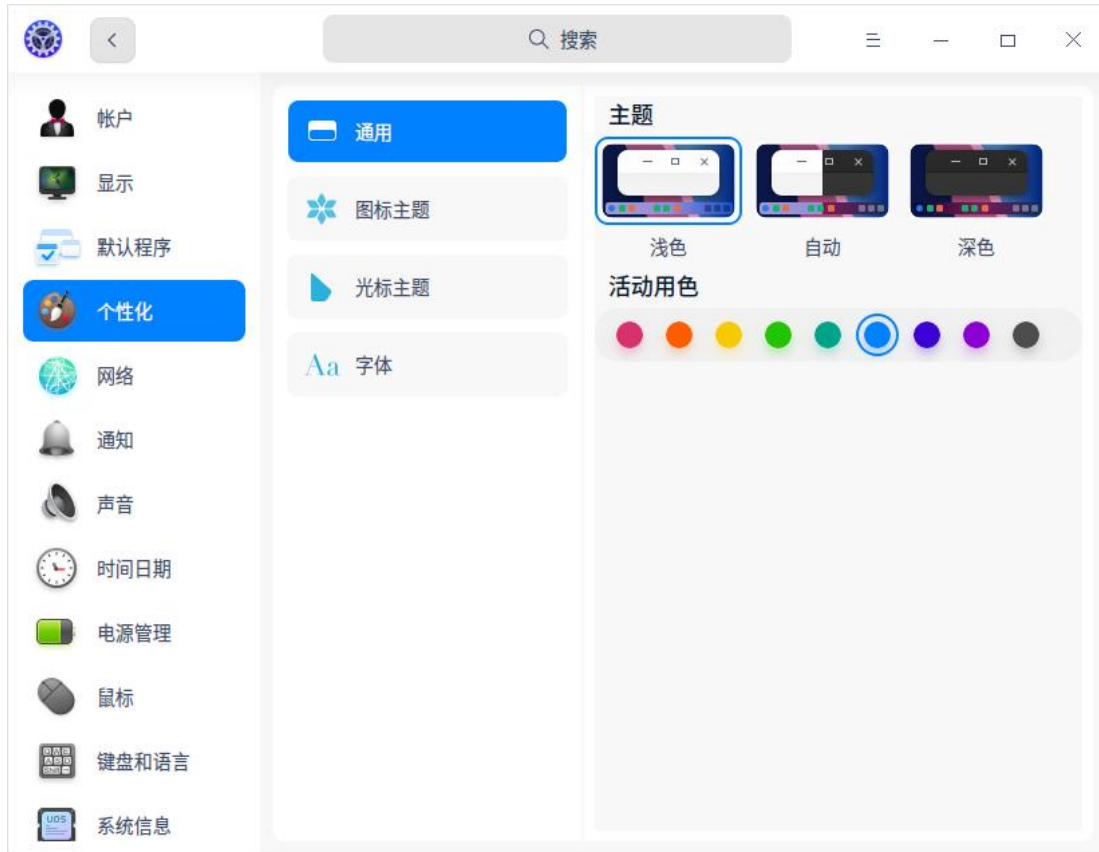 搜索
帐户
显示
默认程序
个性化
网络
通知
声音
时间日期
电源管理
鼠标
键盘和语言
UOS
系统信息
通用
图标主题
光标主题
Aa 字体
主题
浅色 自动 深色
活动用色